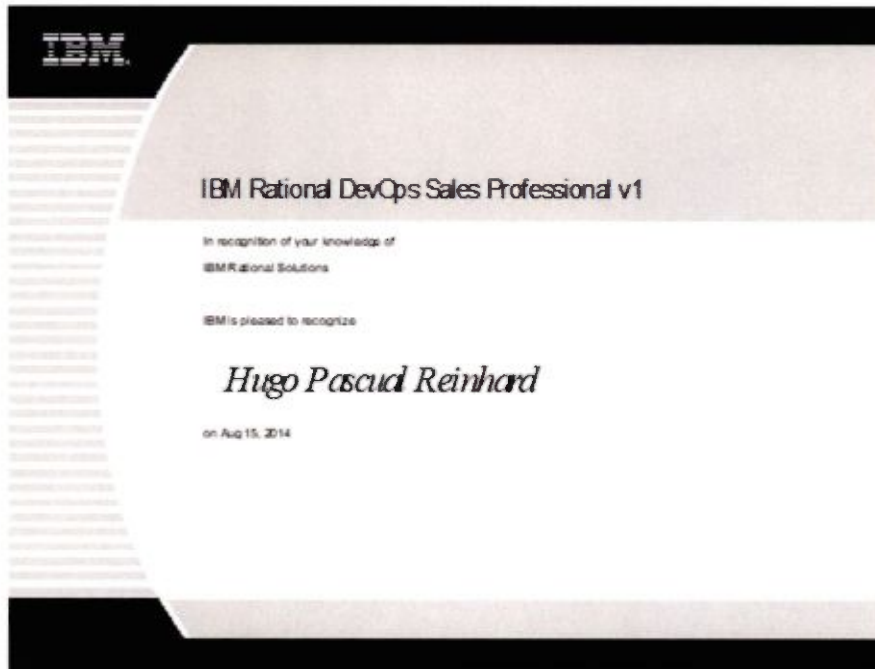 IBM.
IBM Rational DevOps Sales Professional v1
In recognition of your knowledge of
IBM Rational Solutions
IBM is pleased to recognize
Hugo Pascual Reinhard
on Aug 15, 2014